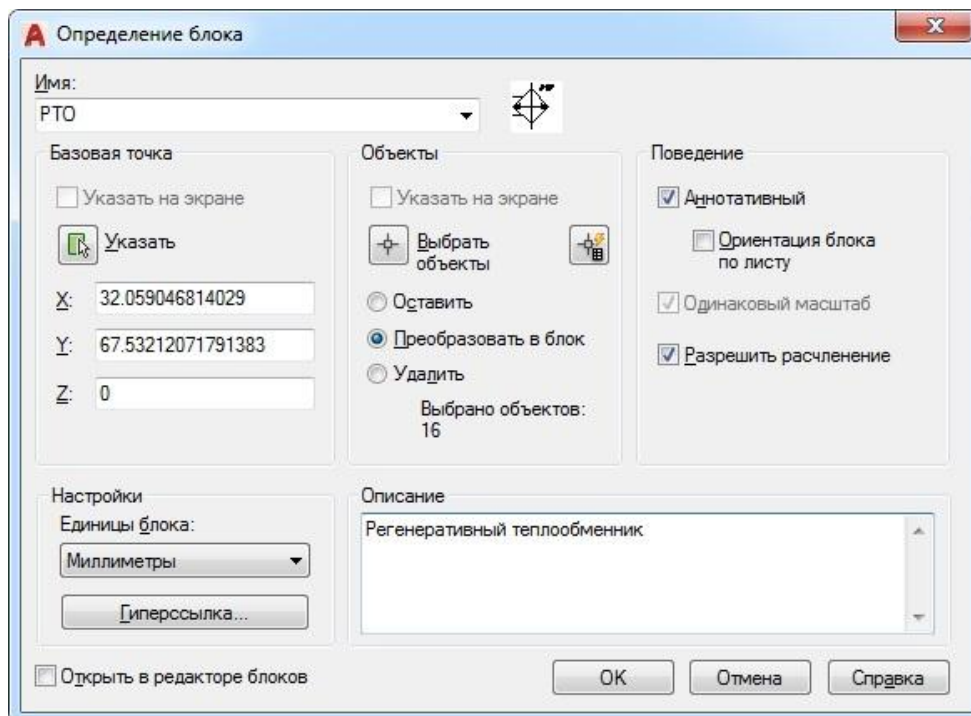 Определение блока
Имя:
РТО
Базовая точка
Указать на экране
Указать
X: 32.059046814029
Y: 67.53212071791383
Z: 0
Объекты
Указать на экране
Выбрать
объекты
Оставить
Преобразовать в блок
Удалить
Выбрано объектов:
16
Поведение
Аннотативный
Ориентация блока
по листу
Одинаковый масштаб
Разрешить расчленение
Настройки
Единицы блока:
Миллиметры
Гиперссылка...
Описание
Регенеративный теплообменник
Открыть в редакторе блоков
OK
Отмена
Справка